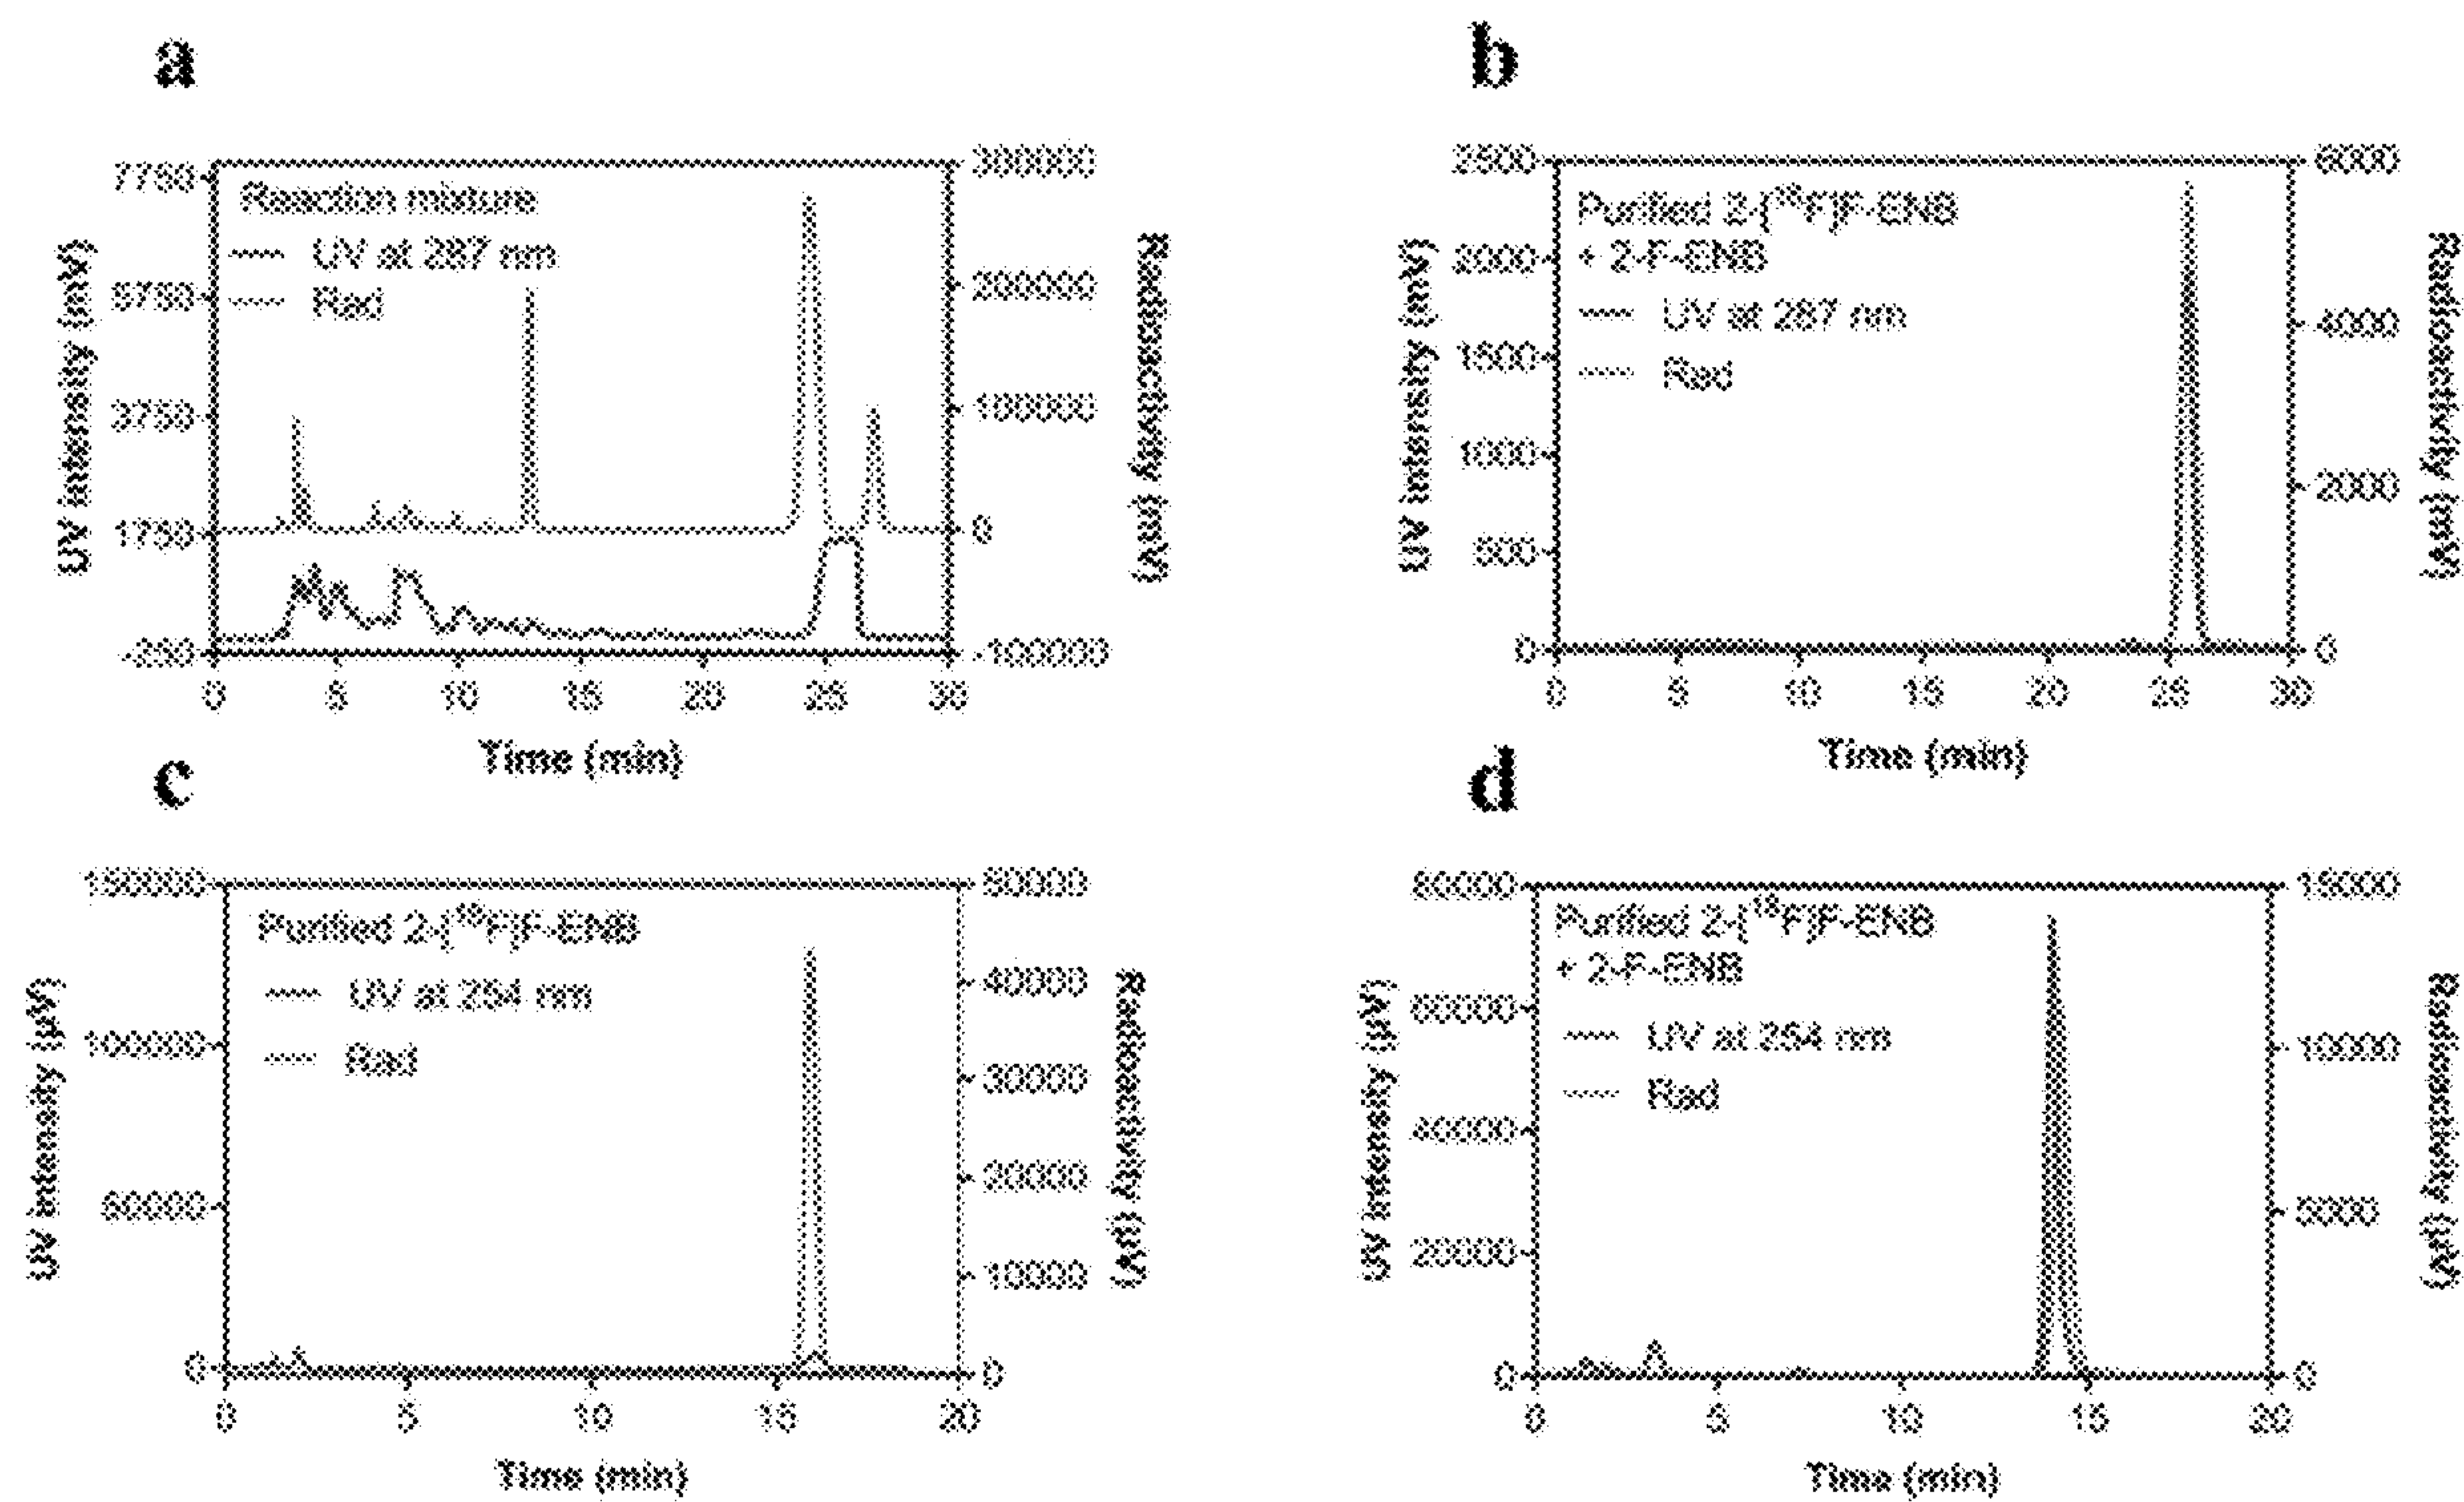 a
7750
5750
3750
1750
-250
UV intensity (mV)
Reaction mixture
UV at 287 nm
Rad
300000
200000
100000
0
-100000
Radioactivity (mV)
0 5 10 15 20 25 30
Time (min)
b
2500
2000
1500
1000
500
0
UV intensity (mV)
Purified 2-[18F]F-ENB
+ 2-F-ENB
UV at 287 nm
Rad
6000
4000
2000
0
Radioactivity (mV)
0 5 10 15 20 25 30
Time (min)
c
150000
100000
50000
0
UV intensity (µV)
Purified 2-[18F]F-ENB
UV at 254 nm
Rad
50000
40000
30000
20000
10000
0
Radioactivity (µV)
0 5 10 15 20
Time (min)
d
80000
60000
40000
20000
0
UV intensity (µV)
Purified 2-[18F]F-ENB
+ 2-F-ENB
UV at 254 nm
Rad
15000
10000
5000
0
Radioactivity (µV)
0 5 10 15 20
Time (min)